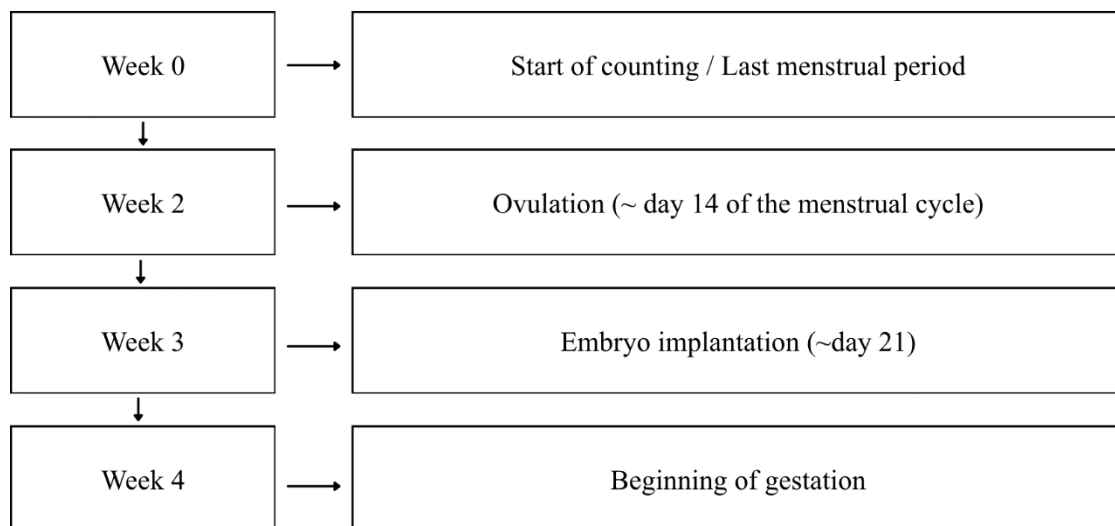 Week 0
Start of counting / Last menstrual period
Week 2
Ovulation (~ day 14 of the menstrual cycle)
Week 3
Embryo implantation (~day 21)
Week 4
Beginning of gestation